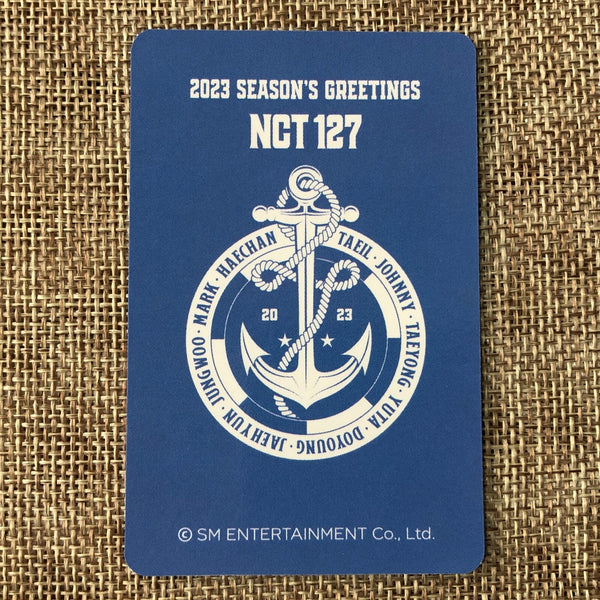 2023 SEASON'S GREETINGS
NCT 127
TAEIL · JOHNNY · TAEYONG · YUTA · DOYOUNG · JAEHYUN · JUNGWOO · MARK · HAECHAN
20 23
© SM ENTERTAINMENT Co., Ltd.